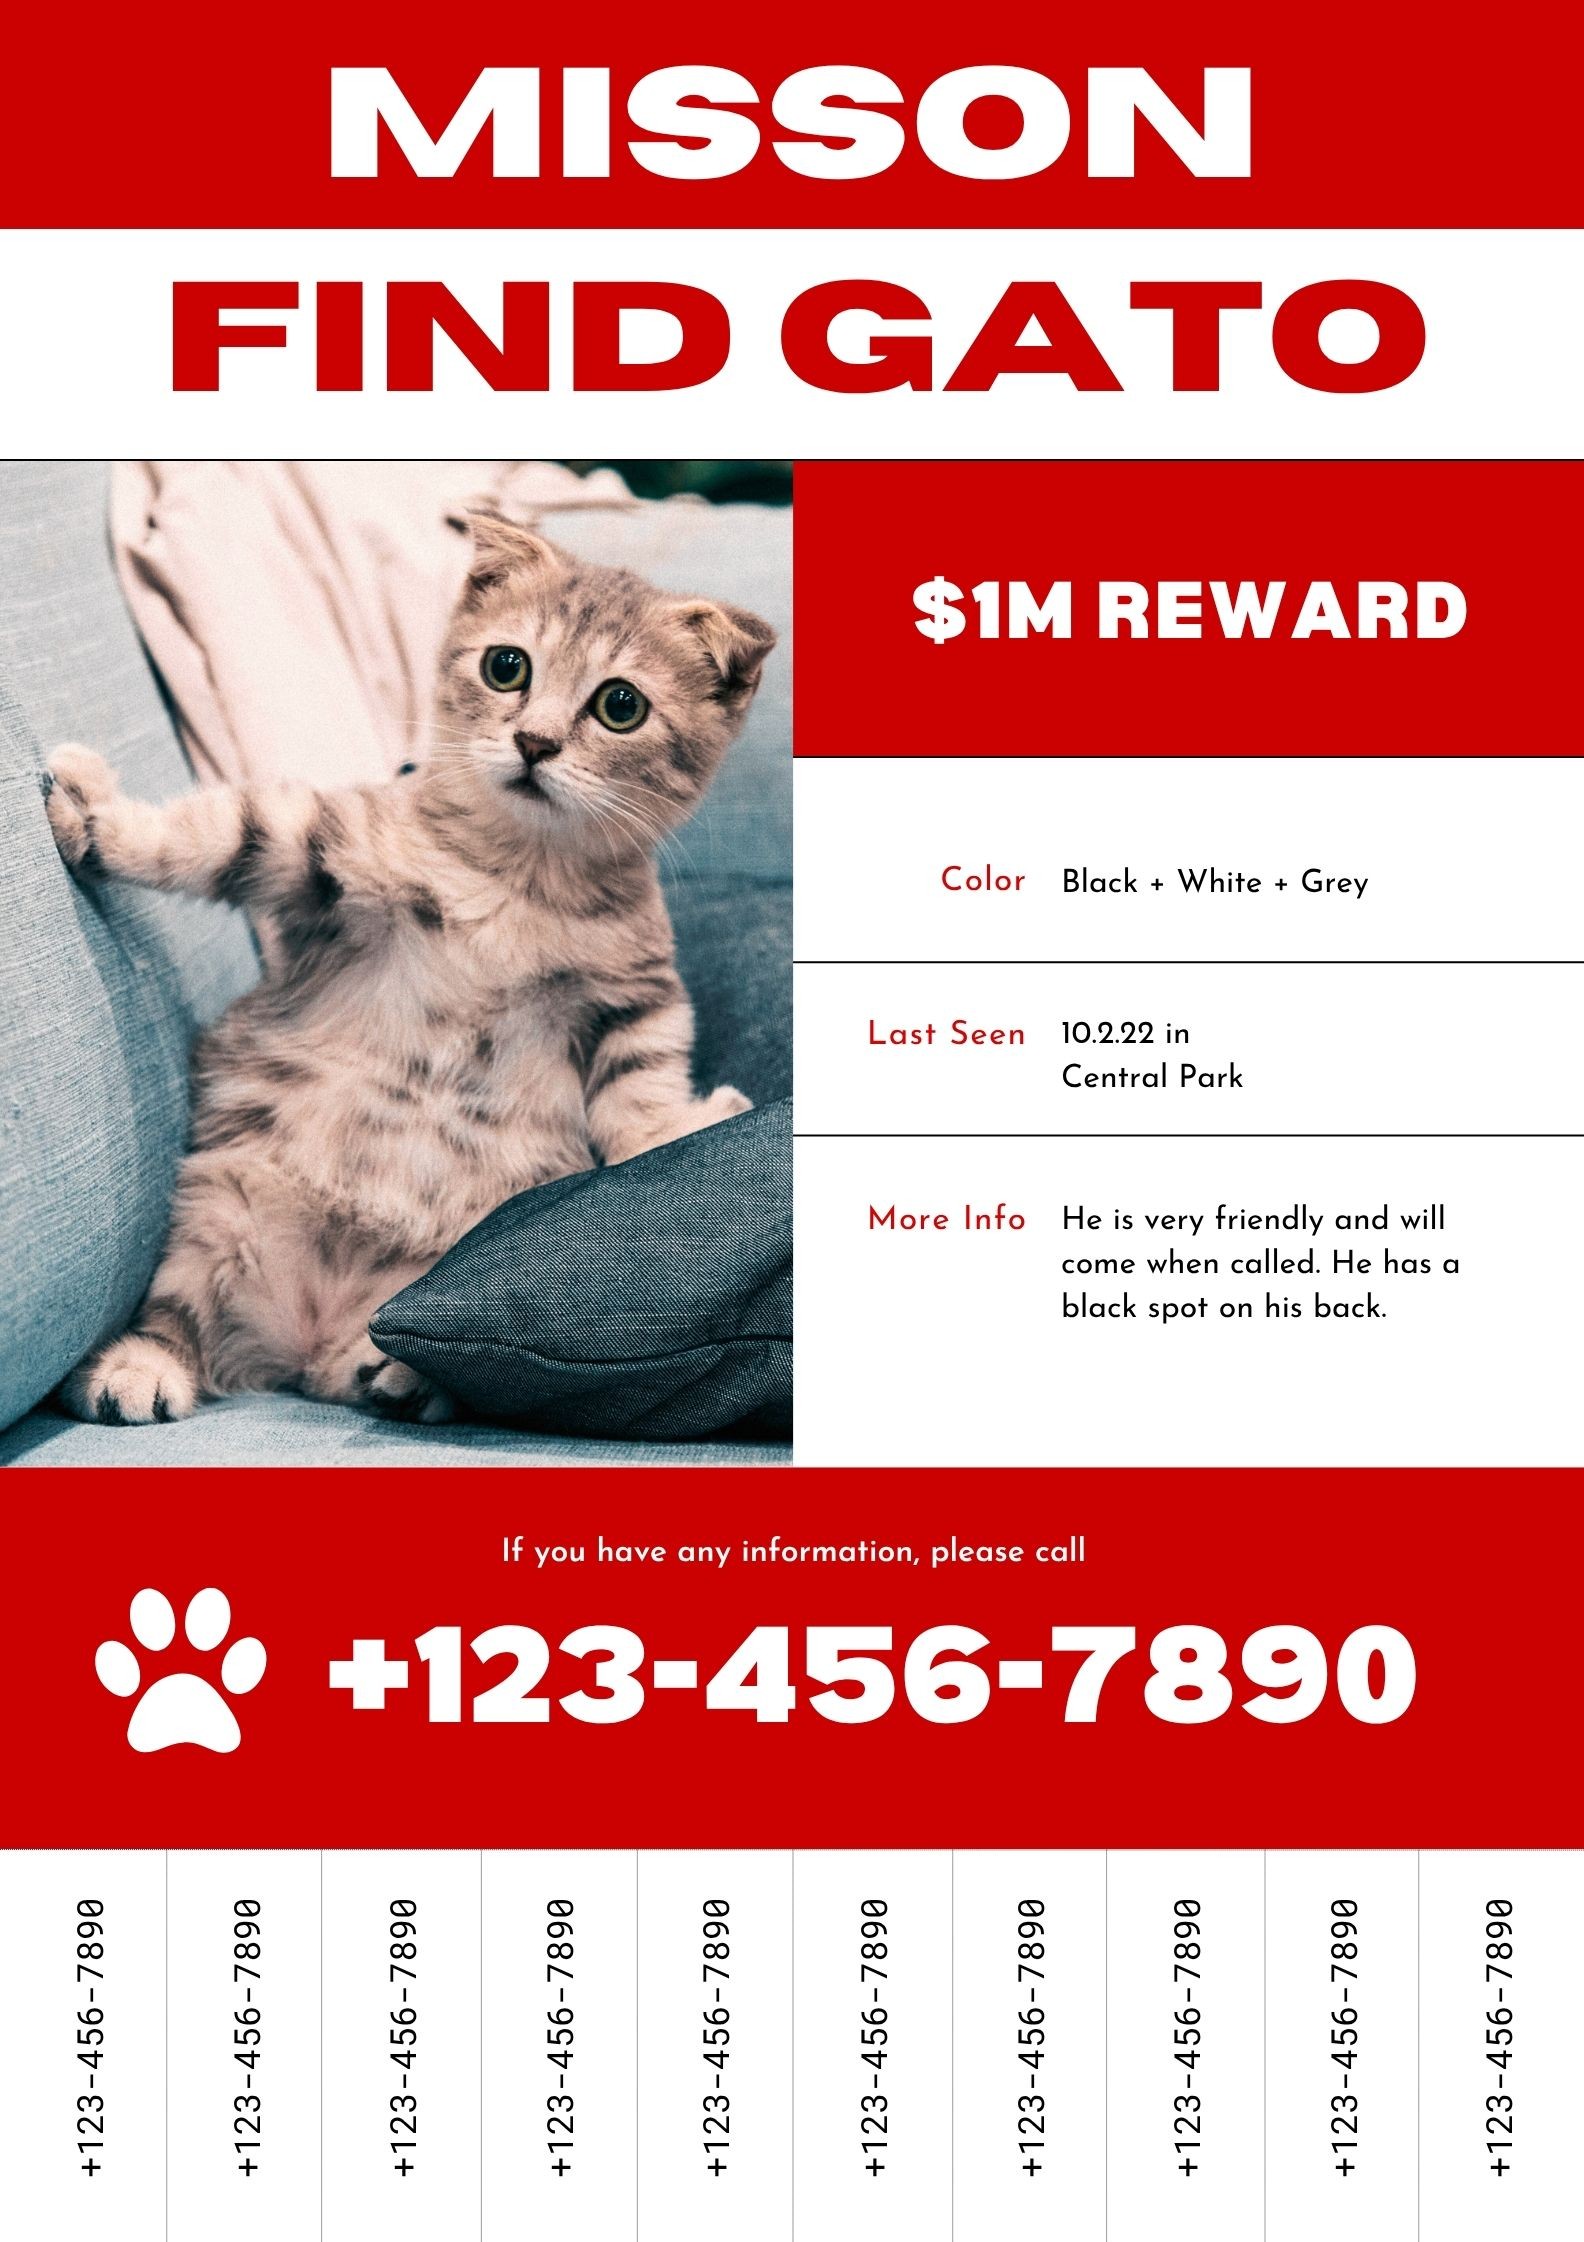 MISSON
FIND GATO
$1M REWARD
Color Black + White + Grey
Last Seen 10.2.22 in
Central Park
More Info He is very friendly and will
come when called. He has a
black spot on his back.
If you have any information, please call
+123-456-7890
+123-456-7890
+123-456-7890
+123-456-7890
+123-456-7890
+123-456-7890
+123-456-7890
+123-456-7890
+123-456-7890
+123-456-7890
+123-456-7890